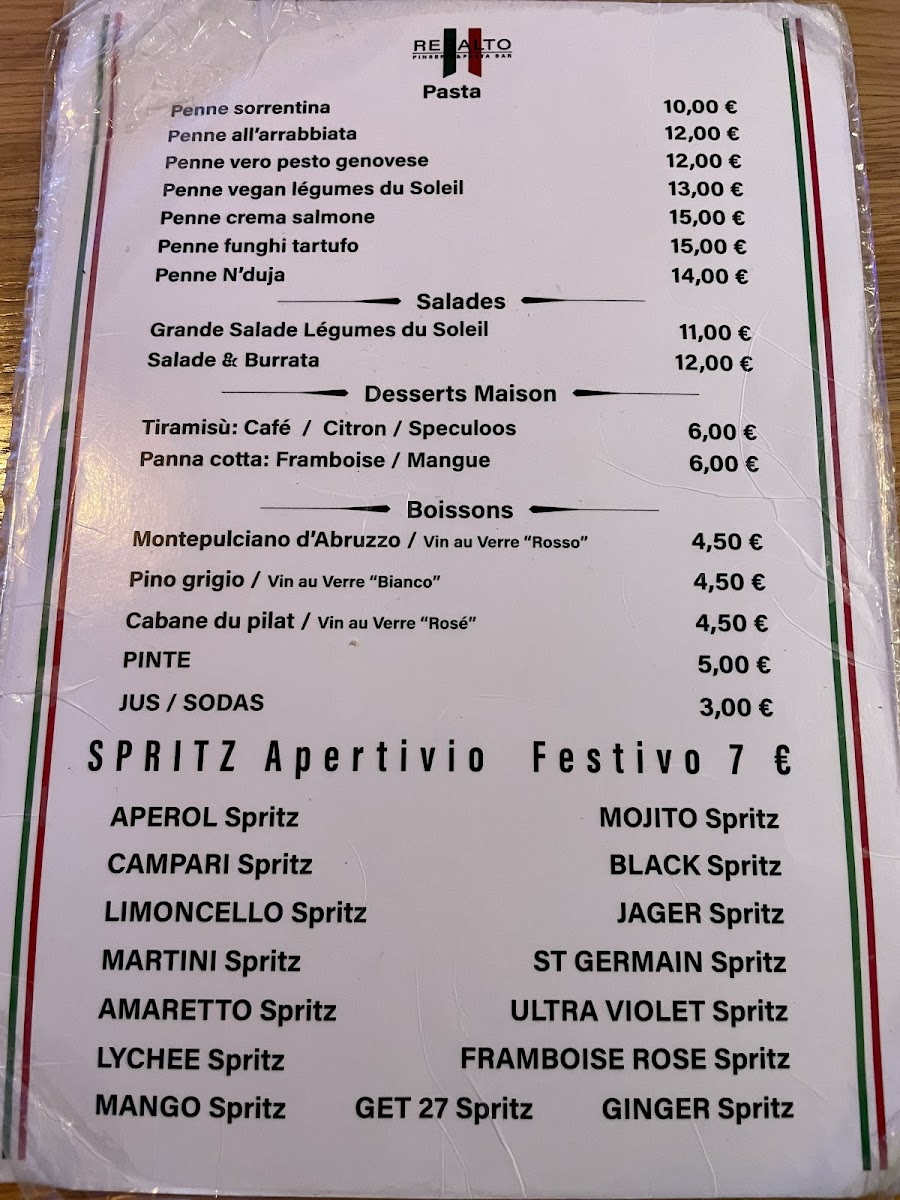 RE ALTO
PINSERIA & PASTA BAR
Pasta
Penne sorrentina 10,00 €
Penne all’arrabbiata 12,00 €
Penne vero pesto genovese 12,00 €
Penne vegan légumes du Soleil 13,00 €
Penne crema salmone 15,00 €
Penne funghi tartufo 15,00 €
Penne N’duja 14,00 €
Salades
Grande Salade Légumes du Soleil 11,00 €
Salade & Burrata 12,00 €
Desserts Maison
Tiramisù: Café / Citron / Speculoos 6,00 €
Panna cotta: Framboise / Mangue 6,00 €
Boissons
Montepulciano d’Abruzzo / Vin au Verre “Rosso” 4,50 €
Pino grigio / Vin au Verre “Bianco” 4,50 €
Cabane du pilat / Vin au Verre “Rosé” 4,50 €
PINTE 5,00 €
JUS / SODAS 3,00 €
SPRITZ Apertivio Festivo 7 €
APEROL Spritz MOJITO Spritz
CAMPARI Spritz BLACK Spritz
LIMONCELLO Spritz JAGER Spritz
MARTINI Spritz ST GERMAIN Spritz
AMARETTO Spritz ULTRA VIOLET Spritz
LYCHEE Spritz FRAMBOISE ROSE Spritz
MANGO Spritz GET 27 Spritz GINGER Spritz